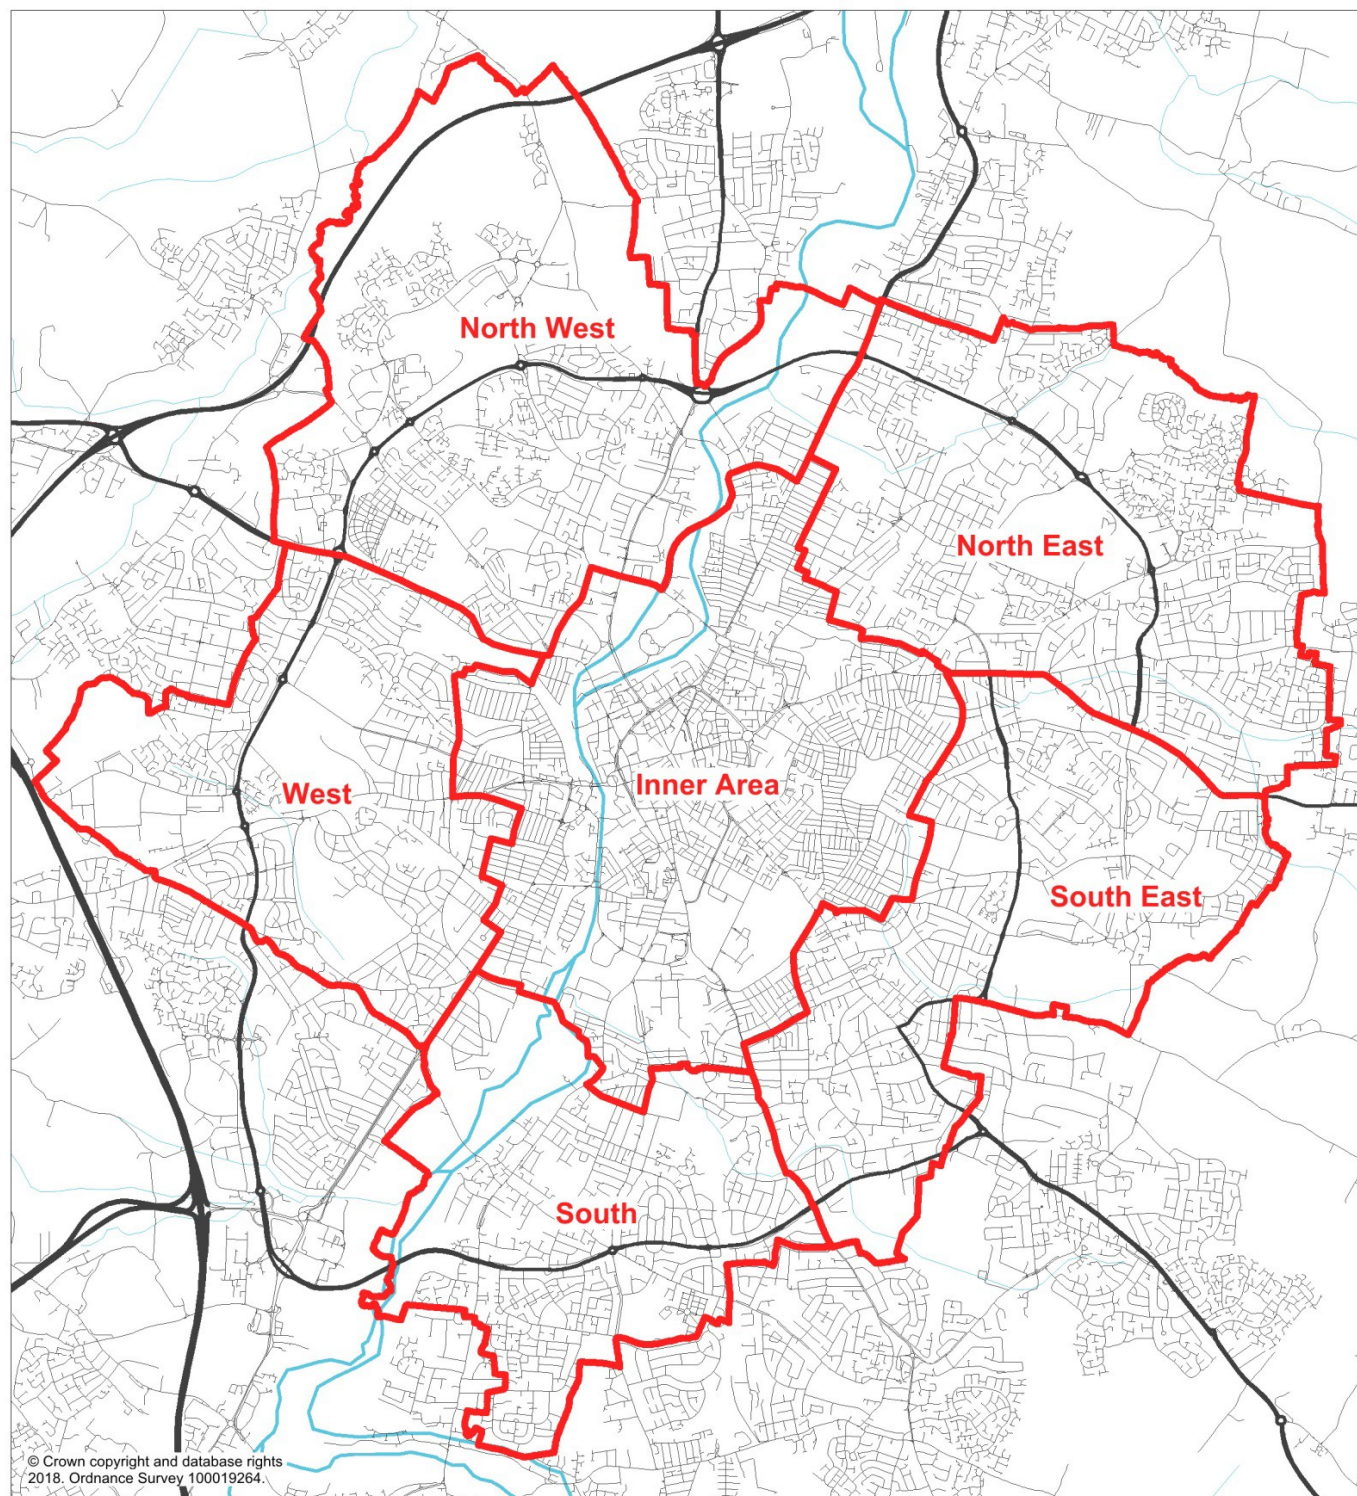 North West
North East
West
Inner Area
South East
South
© Crown copyright and database rights
2018. Ordnance Survey 100019264.